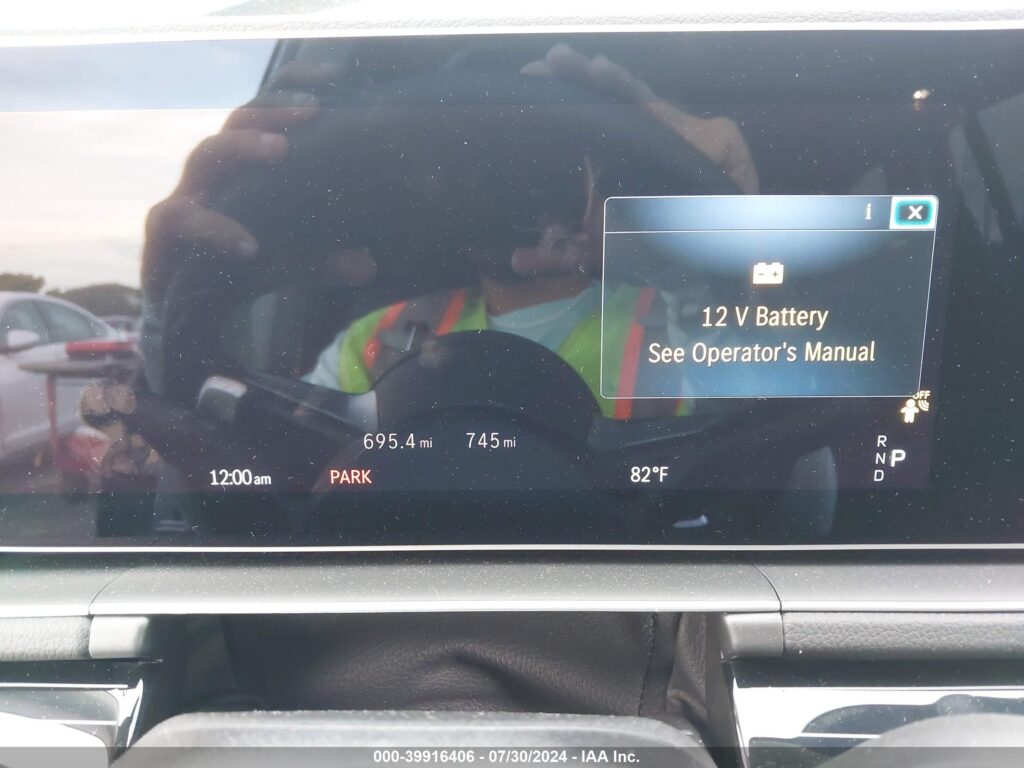 i X
12 V Battery
See Operator's Manual
OFF
695.4 mi 745 mi
R
N P
D
12:00 am PARK 82°F
000-39916406 - 07/30/2024 - IAA Inc.